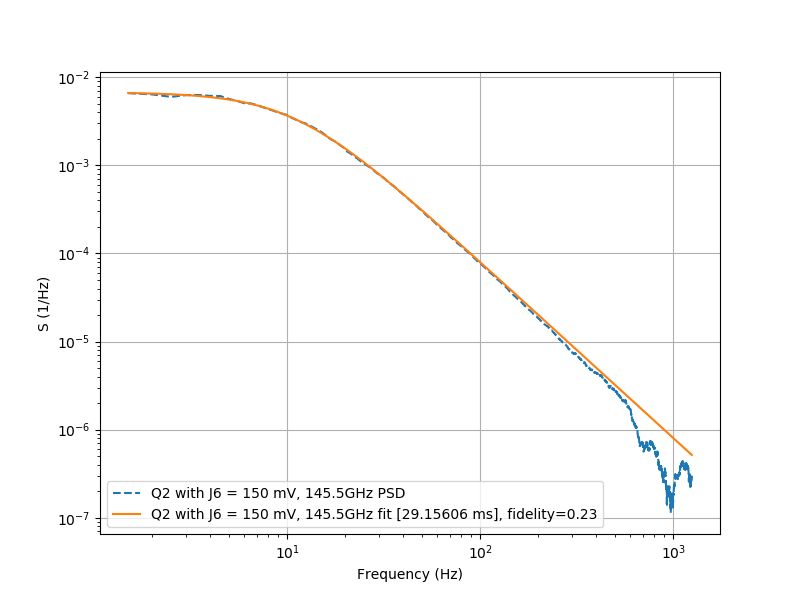 10⁻²
10⁻³
10⁻⁴
10⁻⁵
10⁻⁶
10⁻⁷
S (1/Hz)
Q2 with J6 = 150 mV, 145.5GHz PSD
Q2 with J6 = 150 mV, 145.5GHz fit [29.15606 ms], fidelity=0.23
10¹ 10² 10³
Frequency (Hz)